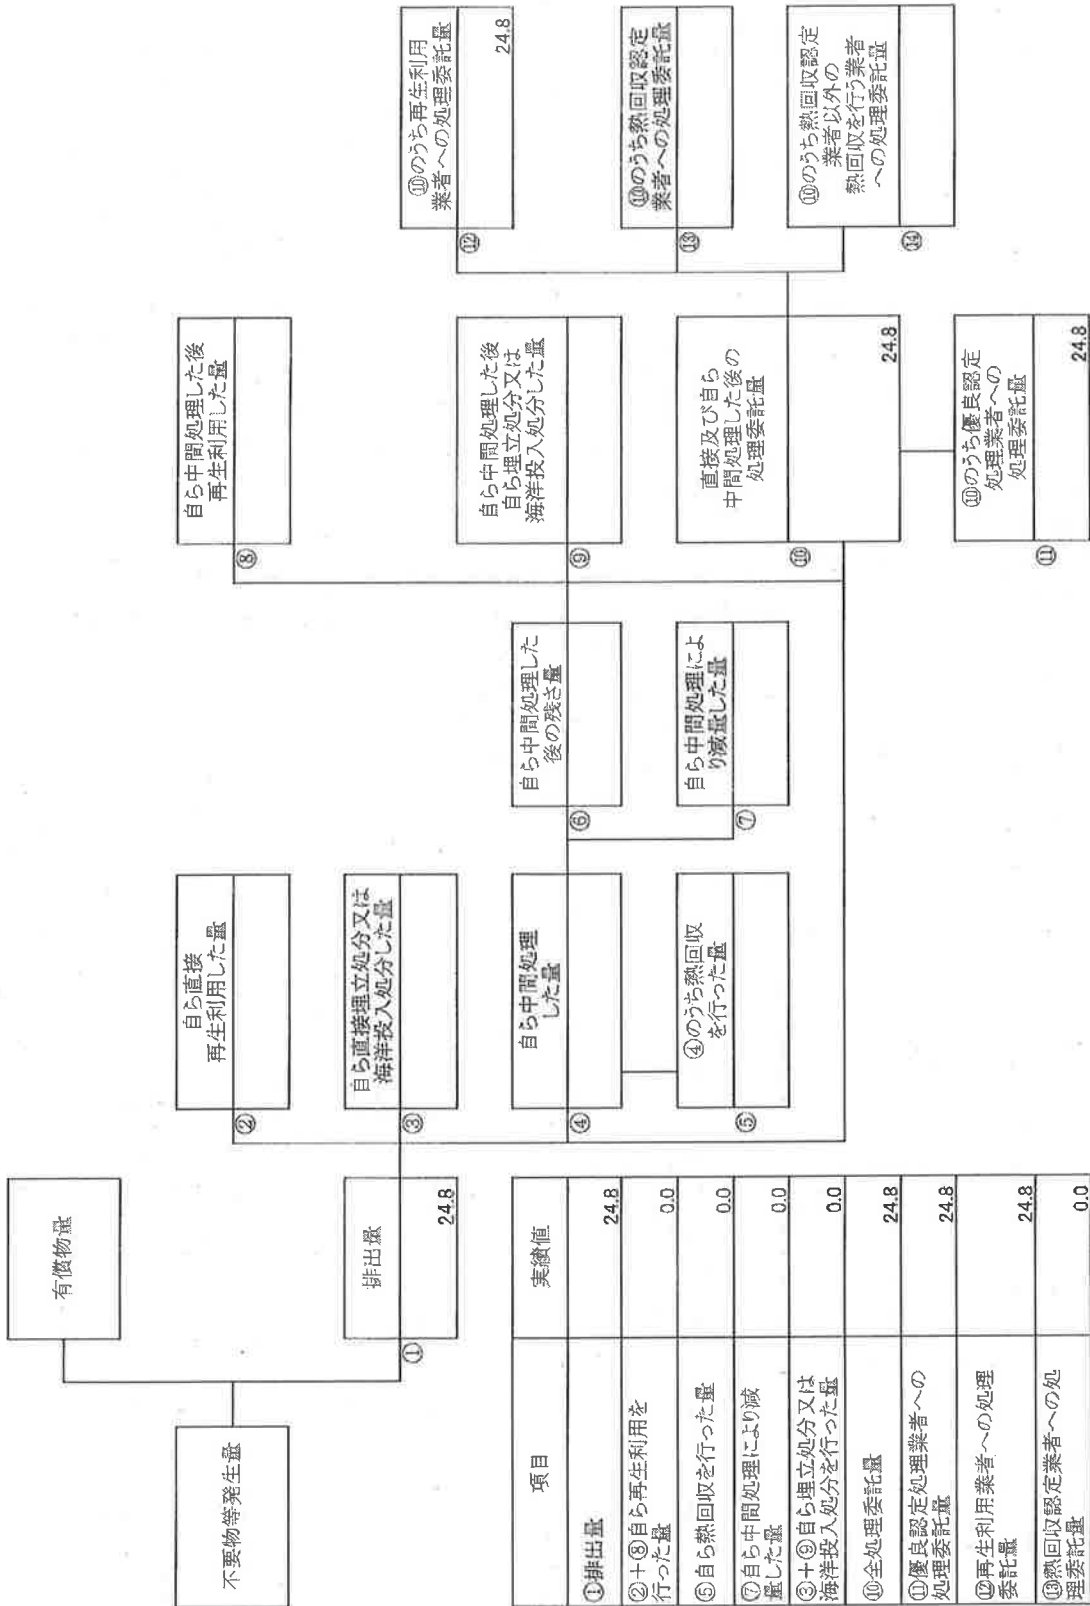 有償物量
不要物等発生量
排出量
①
24.8
自ら直接
再生利用した量
②
自ら直接埋立処分又は
海洋投入処分した量
③
自ら中間処理
した量
④
④のうち熱回収
を行った量
⑤
自ら中間処理した
後の残さ量
⑥
自ら中間処理によ
り減量した量
⑦
自ら中間処理した後
再生利用した量
⑧
自ら中間処理した後
自ら埋立処分又は
海洋投入処分した量
⑨
直接及び自ら
中間処理した後の
処理委託量
⑩
24.8
⑩のうち優良認定
処理業者への
処理委託量
⑪
24.8
⑩のうち再生利用
業者への処理委託量
⑫
24.8
⑩のうち熱回収認定
業者への処理委託量
⑬
⑩のうち熱回収認定
業者以外の
熱回収を行う業者
への処理委託量
⑭
項目
実績値
①排出量
24.8
②+⑧自ら再生利用を
行った量
0.0
⑤自ら熱回収を行った量
0.0
⑦自ら中間処理により減
量した量
0.0
③+⑨自ら埋立処分又は
海洋投入処分を行った量
0.0
⑩全処理委託量
24.8
⑪優良認定処理業者への
処理委託量
24.8
⑫再生利用業者への処理
委託量
24.8
⑬熱回収認定業者への処
理委託量
0.0